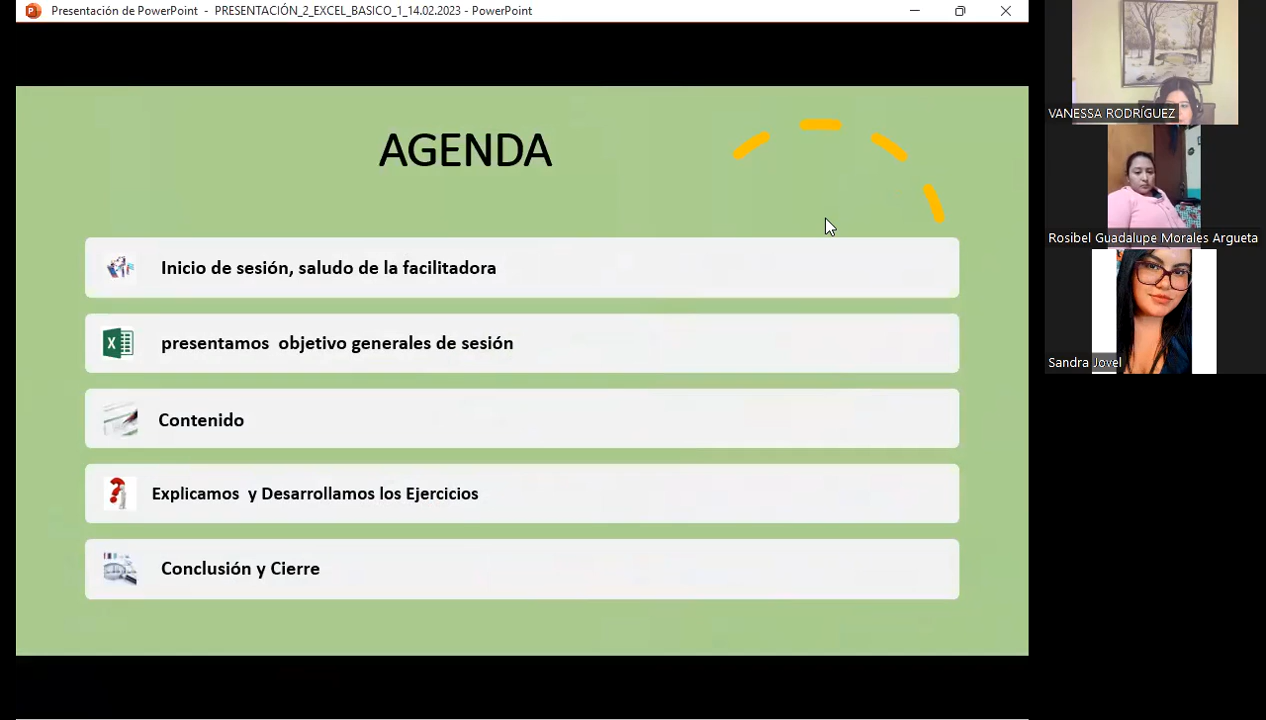 Presentación de PowerPoint - PRESENTACIÓN_2_EXCEL_BASICO_1_14.02.2023 - PowerPoint
AGENDA
Inicio de sesión, saludo de la facilitadora
presentamos objetivo generales de sesión
Contenido
Explicamos y Desarrollamos los Ejercicios
Conclusión y Cierre
VANESSA RODRÍGUEZ
Rosibel Guadalupe Morales Argueta
Sandra Jovel